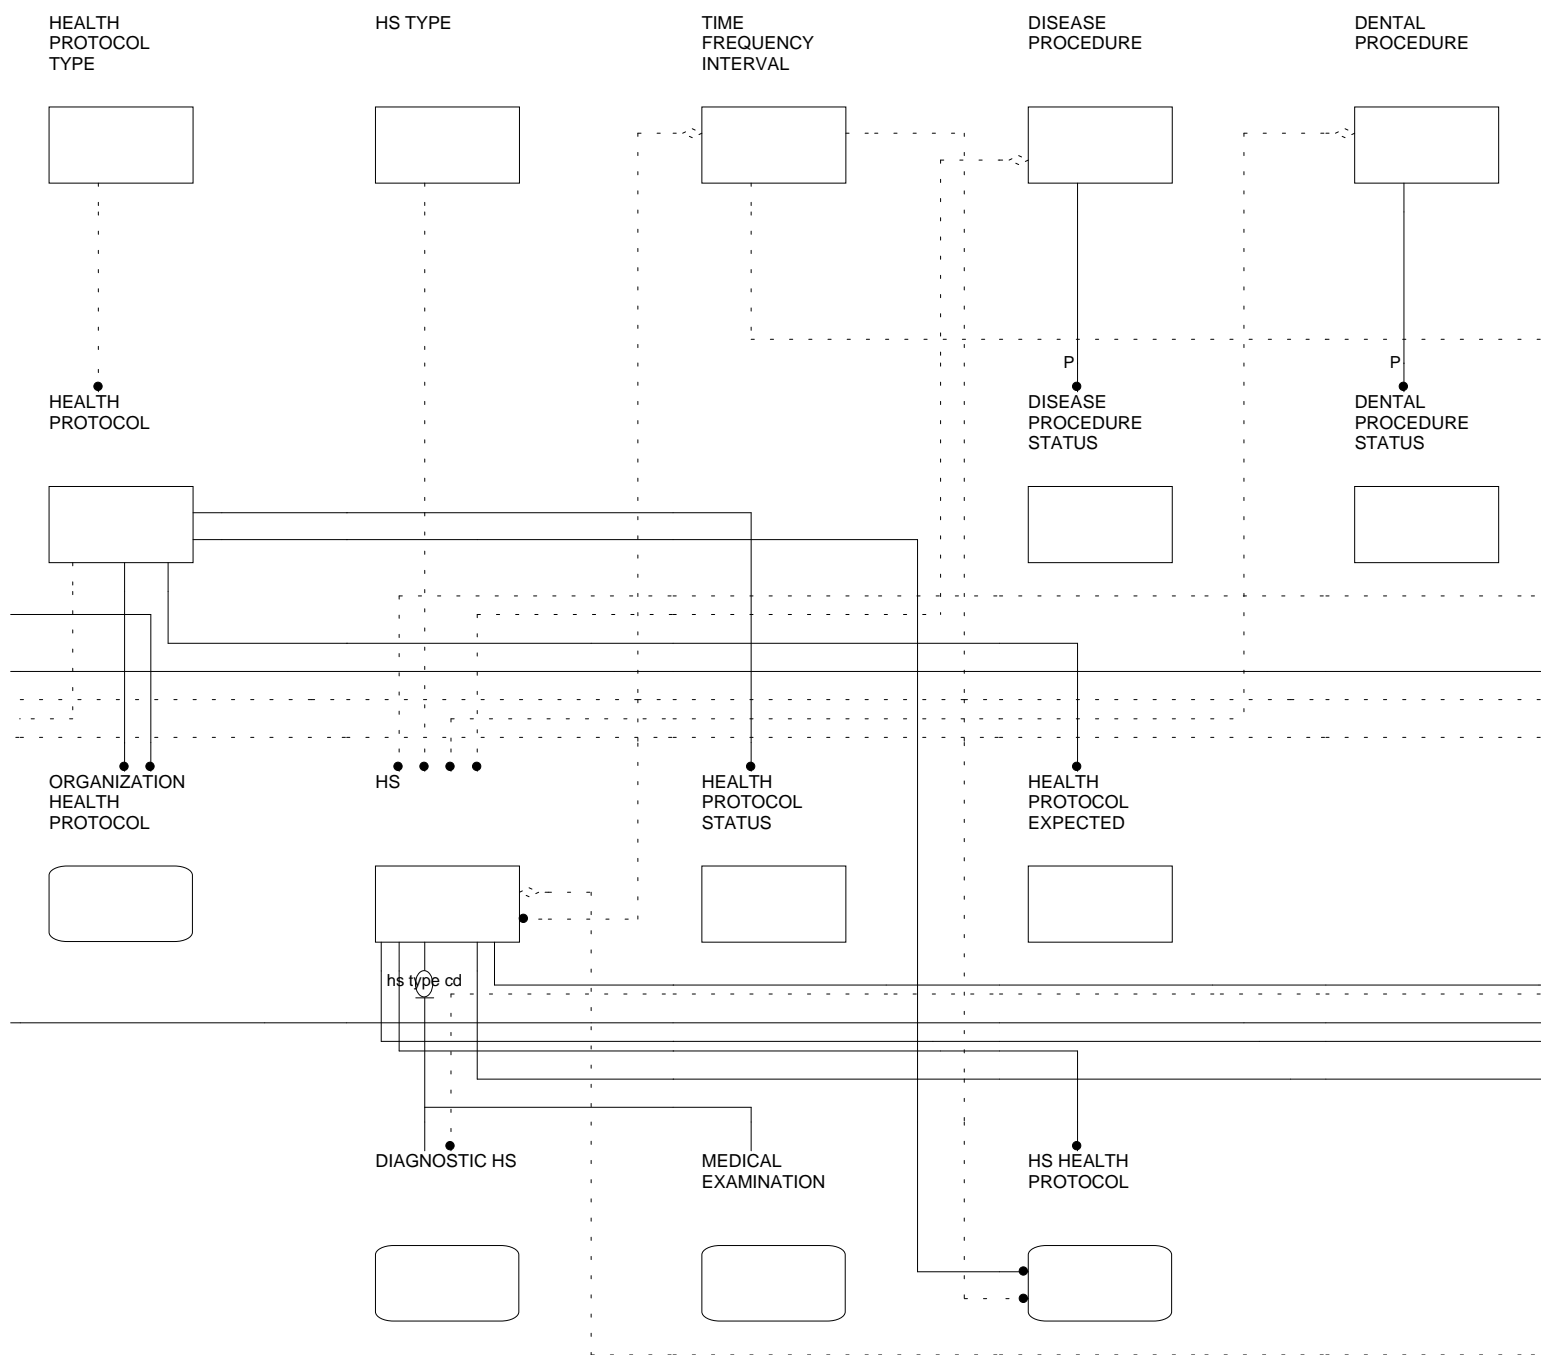 HEALTH
PROTOCOL
TYPE
HS TYPE
TIME
FREQUENCY
INTERVAL
DISEASE
PROCEDURE
DENTAL
PROCEDURE
P
P
HEALTH
PROTOCOL
DISEASE
PROCEDURE
STATUS
DENTAL
PROCEDURE
STATUS
ORGANIZATION
HEALTH
PROTOCOL
HS
HEALTH
PROTOCOL
STATUS
HEALTH
PROTOCOL
EXPECTED
hs type cd
DIAGNOSTIC HS
MEDICAL
EXAMINATION
HS HEALTH
PROTOCOL